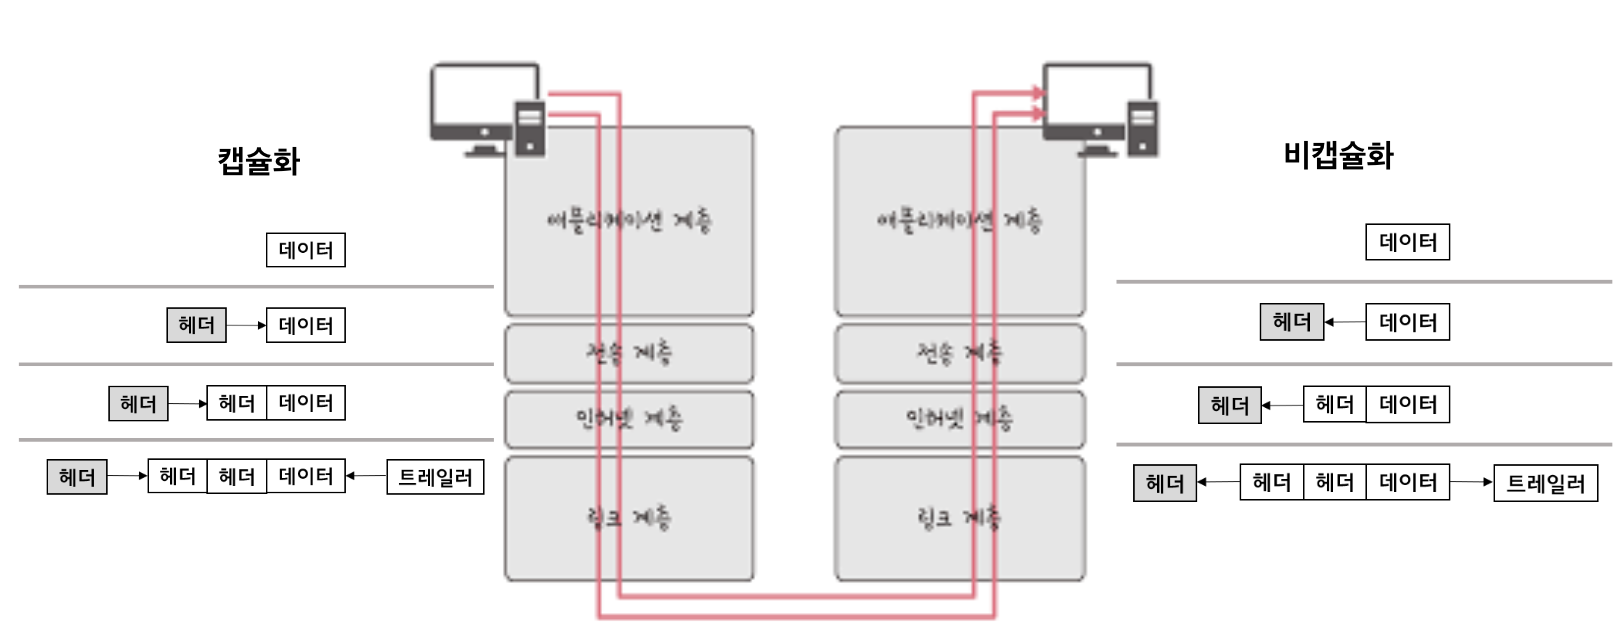 캡슐화
비캡슐화
애플리케이션 계층
애플리케이션 계층
데이터
데이터
헤더 데이터
전송 계층
전송 계층
헤더 데이터
헤더 헤더 데이터
인터넷 계층
인터넷 계층
헤더 헤더 데이터
헤더 헤더 헤더 데이터 트레일러
링크 계층
링크 계층
헤더 헤더 헤더 데이터 트레일러